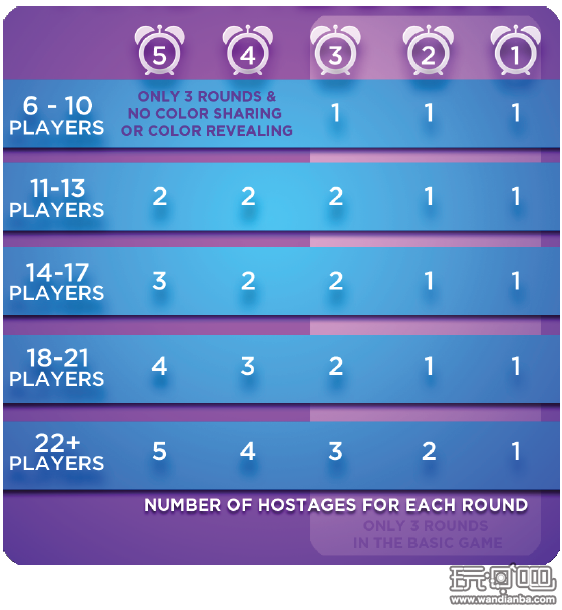 5 4 3 2 1
6 - 10 PLAYERS
ONLY 3 ROUNDS &
NO COLOR SHARING
OR COLOR REVEALING
1 1 1
11-13 PLAYERS
2 2 2 1 1
14-17 PLAYERS
3 2 2 1 1
18-21 PLAYERS
4 3 2 1 1
22+ PLAYERS
5 4 3 2 1
NUMBER OF HOSTAGES FOR EACH ROUND
ONLY 3 ROUNDS
IN THE BASIC GAME
玩咖吧
www.wandianba.com